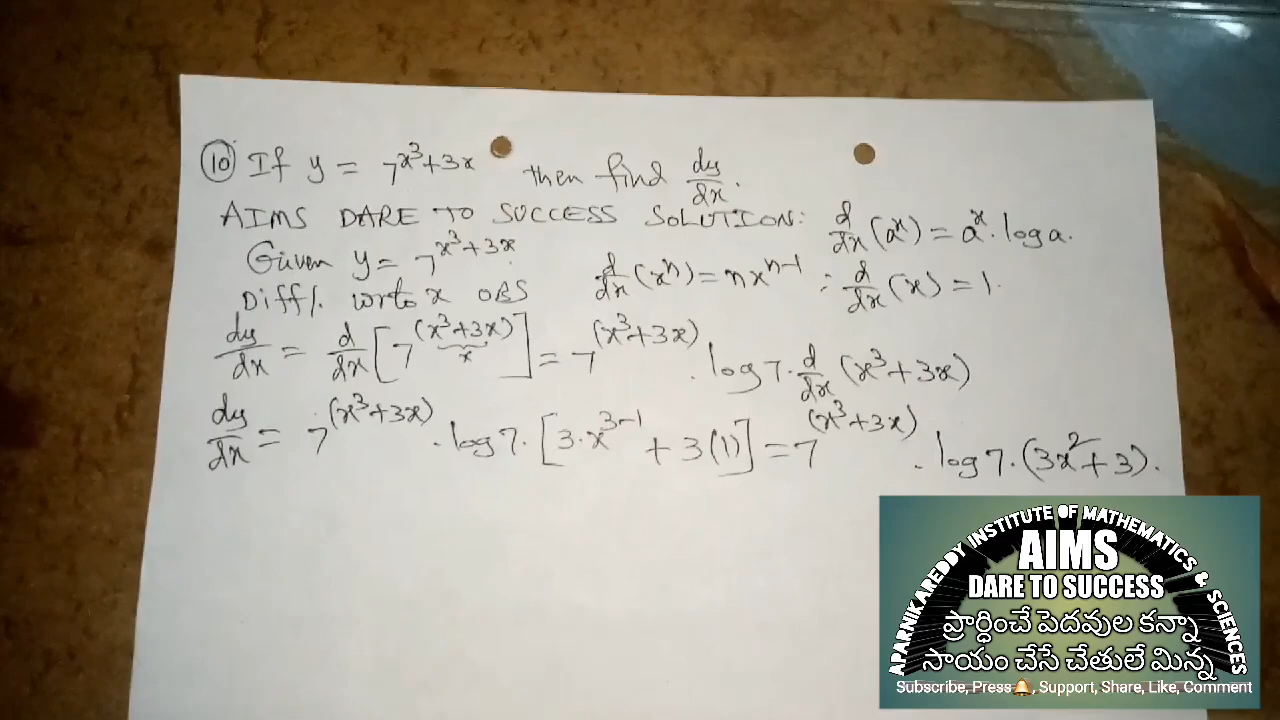 10 If y = 7^x³+3x then find dy/dx.
AIMS DARE TO SUCCESS SOLUTION: d/dx(a^x) = a^x. log a.
Given y = 7^x³+3x.
d/dx(x^n) = nx^n-1 ; d/dx(x) = 1.
Diff/. w.r.to x OBS
dy/dx = d/dx[7^(x³+3x)] = 7^(x³+3x). log 7. d/dx (x³+3x)
x
dy/dx = 7^(x³+3x). log 7. [3.x^3-1 + 3(1)] = 7^(x³+3x). log 7. (3x²+3).
APARNIKAREDDY INSTITUTE OF MATHEMATICS & SCIENCES
AIMS
DARE TO SUCCESS
ప్రార్ధించే పెదవుల కన్నా
సాయం చేసే చేతులే మిన్న
Subscribe, Press🔔, Support, Share, Like, Comment